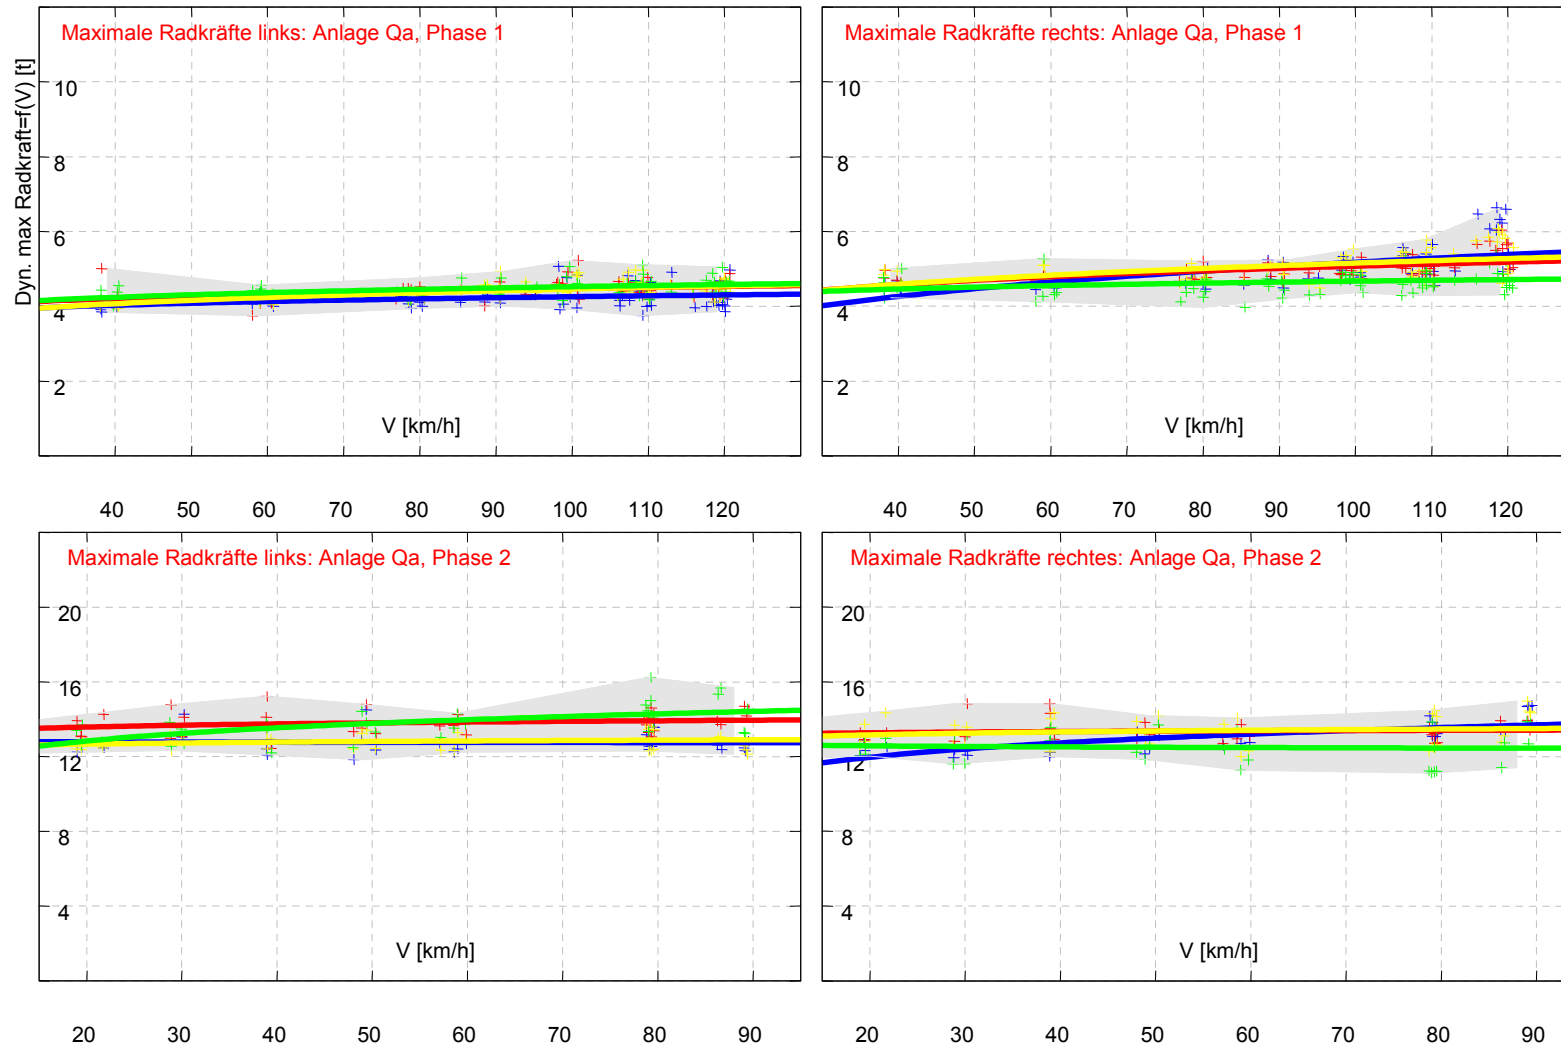 Maximale Radkräfte links: Anlage Qa, Phase 1
Dyn. max Radkraft=f(V) [t]
10
8
6
4
2
V [km/h]
40 50 60 70 80 90 100 110 120
Maximale Radkräfte rechts: Anlage Qa, Phase 1
10
8
6
4
2
V [km/h]
40 50 60 70 80 90 100 110 120
Maximale Radkräfte links: Anlage Qa, Phase 2
20
16
12
8
4
V [km/h]
20 30 40 50 60 70 80 90
Maximale Radkräfte rechtes: Anlage Qa, Phase 2
20
16
12
8
4
V [km/h]
20 30 40 50 60 70 80 90